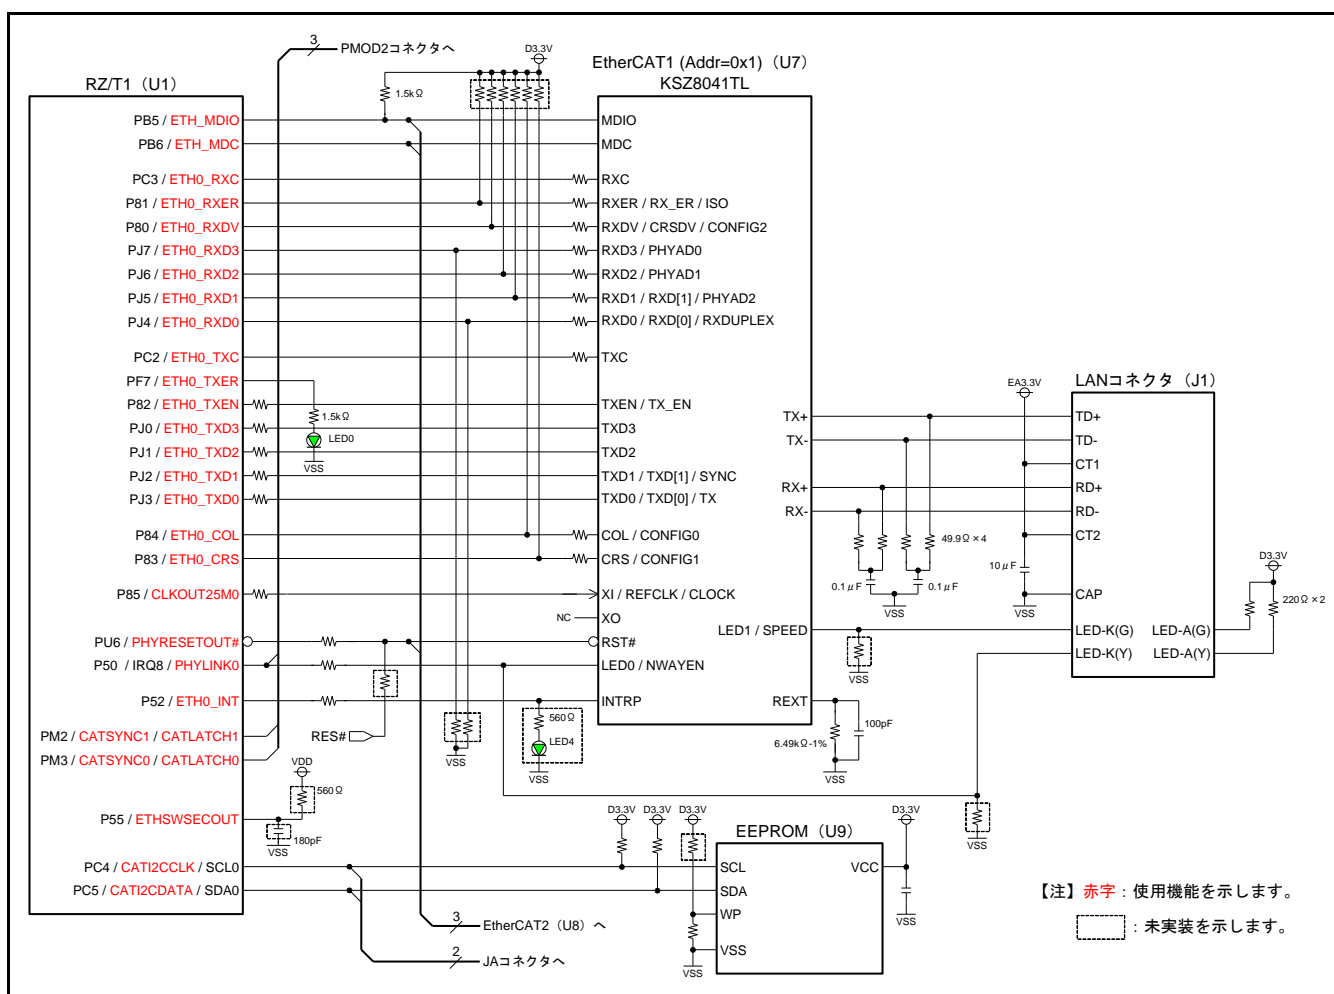 3
PMOD2コネクタへ
D3.3V
RZ/T1（U1）
1.5kΩ
EtherCAT1 (Addr=0x1)（U7）
KSZ8041TL
PB5 / ETH_MDIO
MDIO
PB6 / ETH_MDC
MDC
PC3 / ETH0_RXC
RXC
P81 / ETH0_RXER
RXER / RX_ER / ISO
P80 / ETH0_RXDV
RXDV / CRSDV / CONFIG2
PJ7 / ETH0_RXD3
RXD3 / PHYAD0
PJ6 / ETH0_RXD2
RXD2 / PHYAD1
PJ5 / ETH0_RXD1
RXD1 / RXD[1] / PHYAD2
PJ4 / ETH0_RXD0
RXD0 / RXD[0] / RXDUPLEX
PC2 / ETH0_TXC
TXC
PF7 / ETH0_TXER
1.5kΩ
LED0
VSS
P82 / ETH0_TXEN
TXEN / TX_EN
PJ0 / ETH0_TXD3
TXD3
PJ1 / ETH0_TXD2
TXD2
PJ2 / ETH0_TXD1
TXD1 / TXD[1] / SYNC
PJ3 / ETH0_TXD0
TXD0 / TXD[0] / TX
P84 / ETH0_COL
COL / CONFIG0
P83 / ETH0_CRS
CRS / CONFIG1
P85 / CLKOUT25M0
XI / REFCLK / CLOCK
NC
XO
PU6 / PHYRESETOUT#
RST#
P50 / IRQ8 / PHYLINK0
LED0 / NWAYEN
P52 / ETH0_INT
INTRP
RES#
VSS
560Ω
LED4
VSS
PM2 / CATSYNC1 / CATLATCH1
PM3 / CATSYNC0 / CATLATCH0
VDD
560Ω
P55 / ETHSWSECOUT
180pF
VSS
PC4 / CATI2CCLK / SCL0
PC5 / CATI2CDATA / SDA0
3
EtherCAT2（U8）へ
2
JAコネクタへ
TX+
TX-
RX+
RX-
49.9Ω×4
0.1μF
0.1μF
VSS
LED1 / SPEED
VSS
REXT
100pF
6.49kΩ-1%
VSS
EA3.3V
10μF
VSS
LANコネクタ（J1）
TD+
TD-
CT1
RD+
RD-
CT2
CAP
LED-K(G)
LED-A(G)
LED-K(Y)
LED-A(Y)
D3.3V
220Ω×2
VSS
D3.3V
D3.3V
D3.3V
D3.3V
EEPROM（U9）
SCL
VCC
SDA
WP
VSS
VSS
VSS
【注】赤字：使用機能を示します。
：未実装を示します。